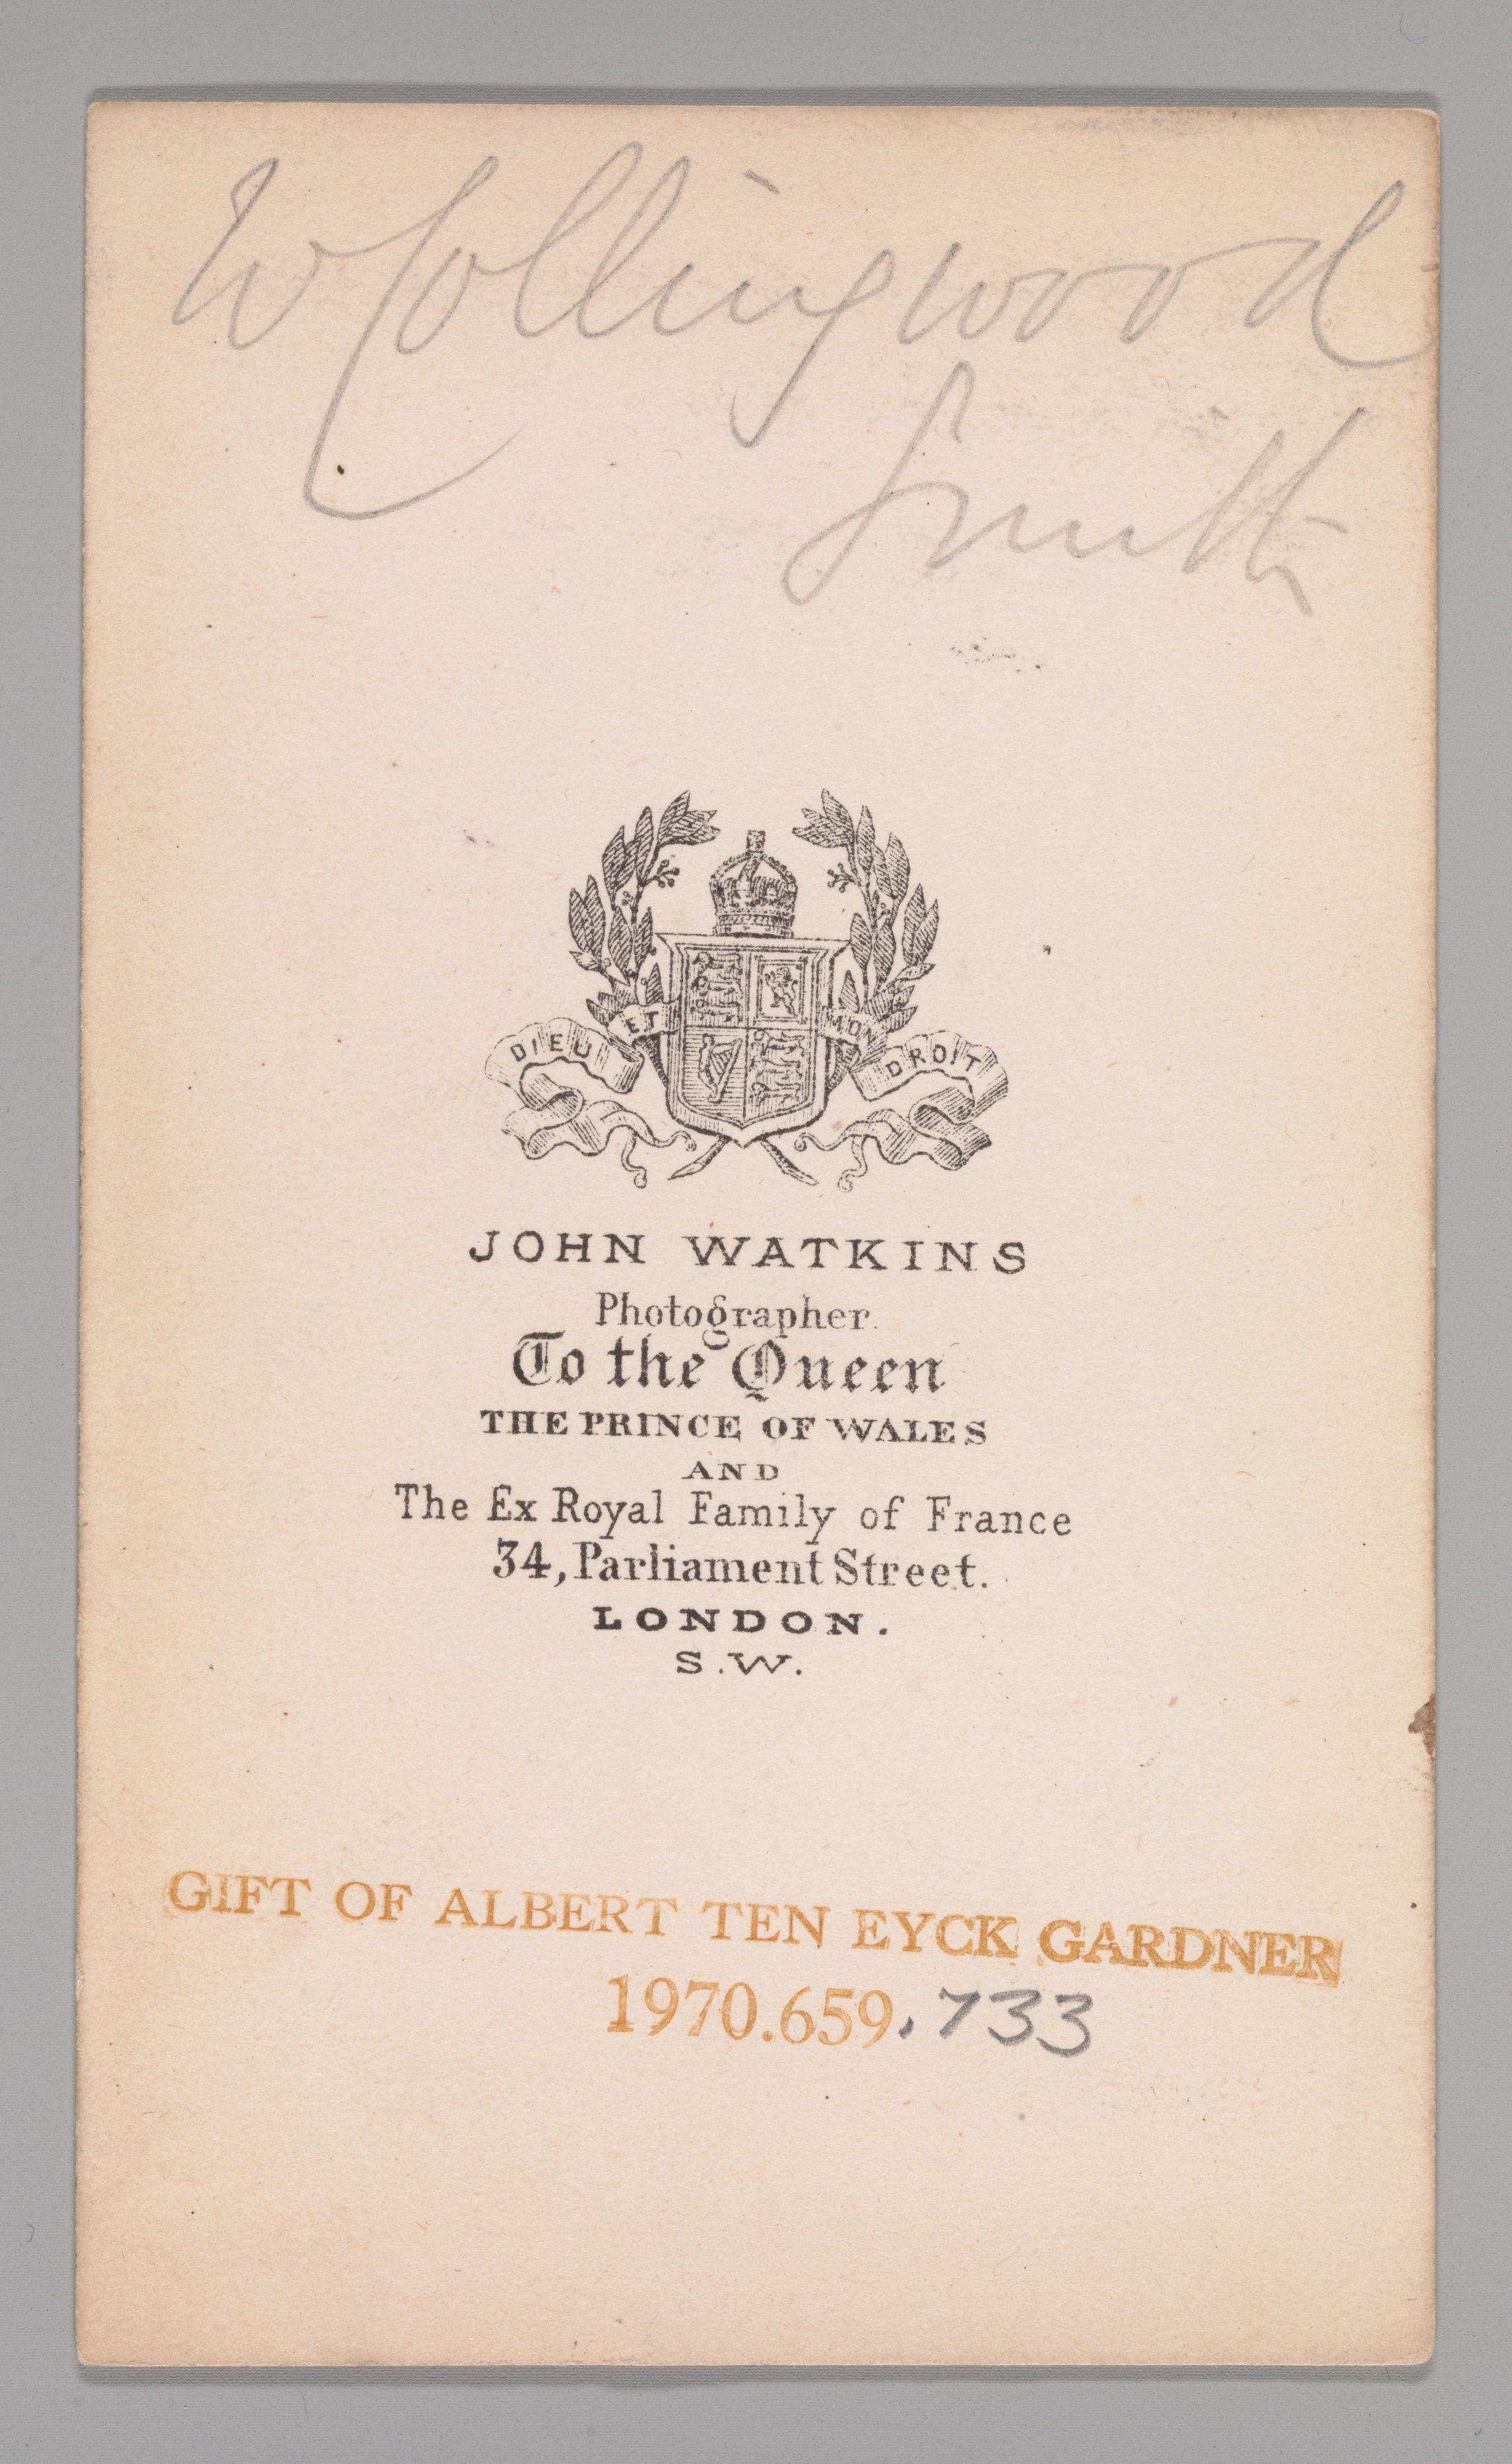 W Collingwood
Smith
DIEU ET MON DROIT
JOHN WATKINS
Photographer.
To the Queen
THE PRINCE OF WALES
AND
The Ex Royal Family of France
34, Parliament Street.
LONDON.
S.W.
GIFT OF ALBERT TEN EYCK GARDNER
1970.659.733